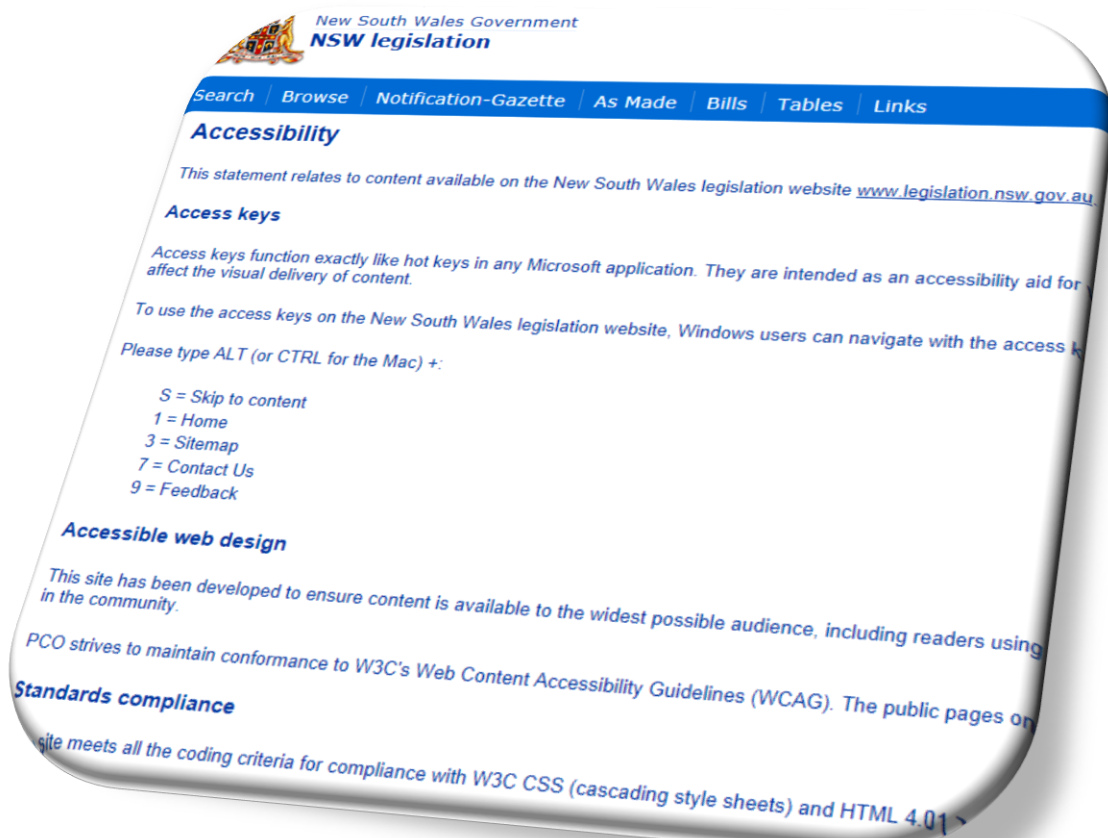 New South Wales Government
NSW legislation
Search Browse Notification-Gazette As Made Bills Tables Links
Accessibility
This statement relates to content available on the New South Wales legislation website www.legislation.nsw.gov.au.
Access keys
Access keys function exactly like hot keys in any Microsoft application. They are intended as an accessibility aid for
affect the visual delivery of content.
To use the access keys on the New South Wales legislation website, Windows users can navigate with the access
Please type ALT (or CTRL for the Mac) +:
S = Skip to content
1 = Home
3 = Sitemap
7 = Contact Us
9 = Feedback
Accessible web design
This site has been developed to ensure content is available to the widest possible audience, including readers using
in the community.
PCO strives to maintain conformance to W3C's Web Content Accessibility Guidelines (WCAG). The public pages on
Standards compliance
site meets all the coding criteria for compliance with W3C CSS (cascading style sheets) and HTML 4.01